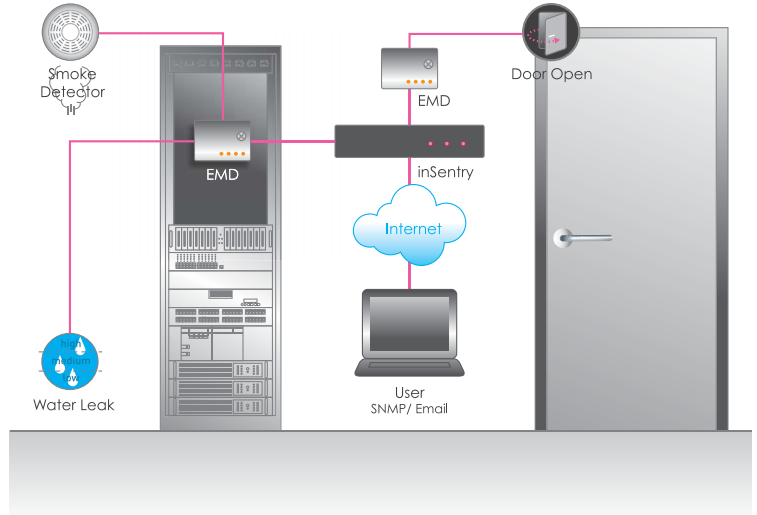 Smoke
Detector
EMD
Door Open
EMD
inSentry
Internet
high
medium
low
Water Leak
User
SNMP/ Email